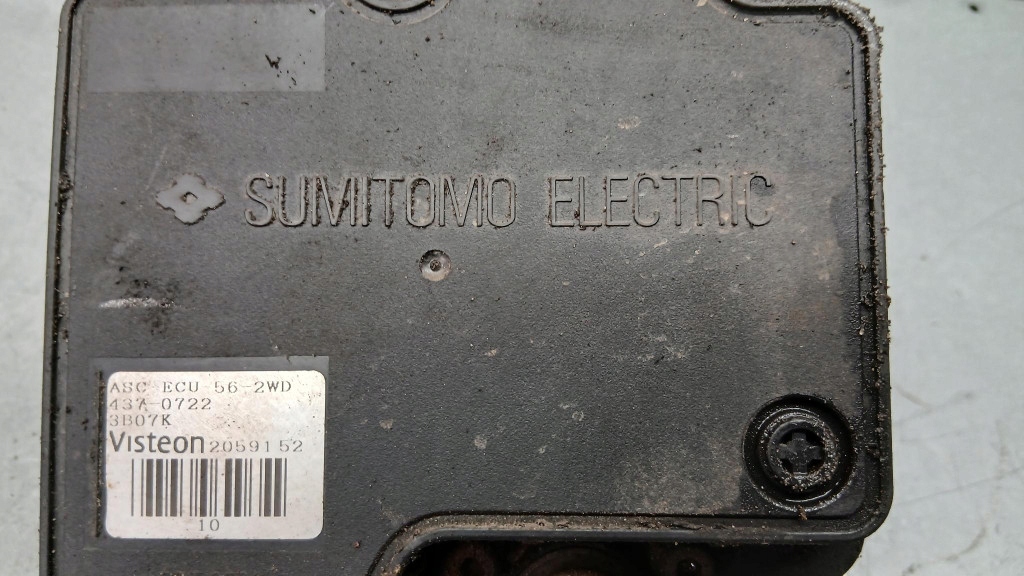 SUMITOMO ELECTRIC
ASC ECU 56-2WD
437-0722
3B07K
Visteon 2059152
10